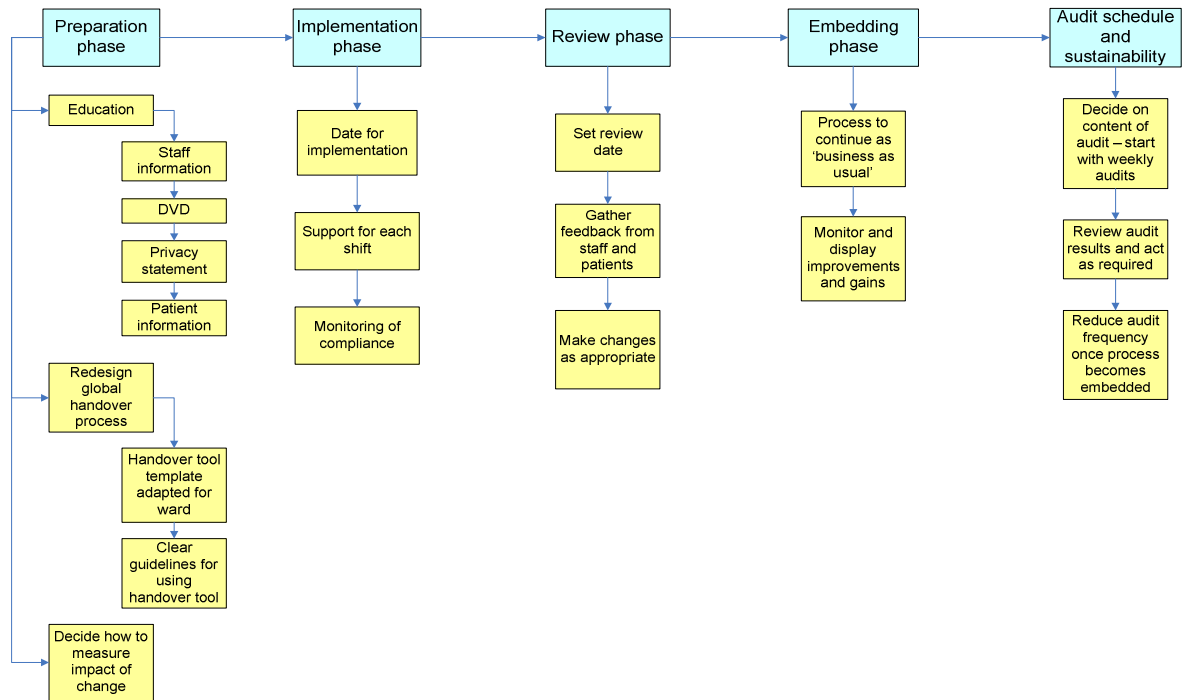 Preparation
phase
Implementation
phase
Review phase
Embedding
phase
Audit schedule
and
sustainability
Education
Staff
information
DVD
Privacy
statement
Patient
information
Redesign
global
handover
process
Handover tool
template
adapted for
ward
Clear
guidelines for
using
handover tool
Decide how to
measure
impact of
change
Date for
implementation
Support for each
shift
Monitoring of
compliance
Set review
date
Gather
feedback from
staff and
patients
Make changes
as appropriate
Process to
continue as
‘business as
usual’
Monitor and
display
improvements
and gains
Decide on
content of
audit – start
with weekly
audits
Review audit
results and act
as required
Reduce audit
frequency
once process
becomes
embedded